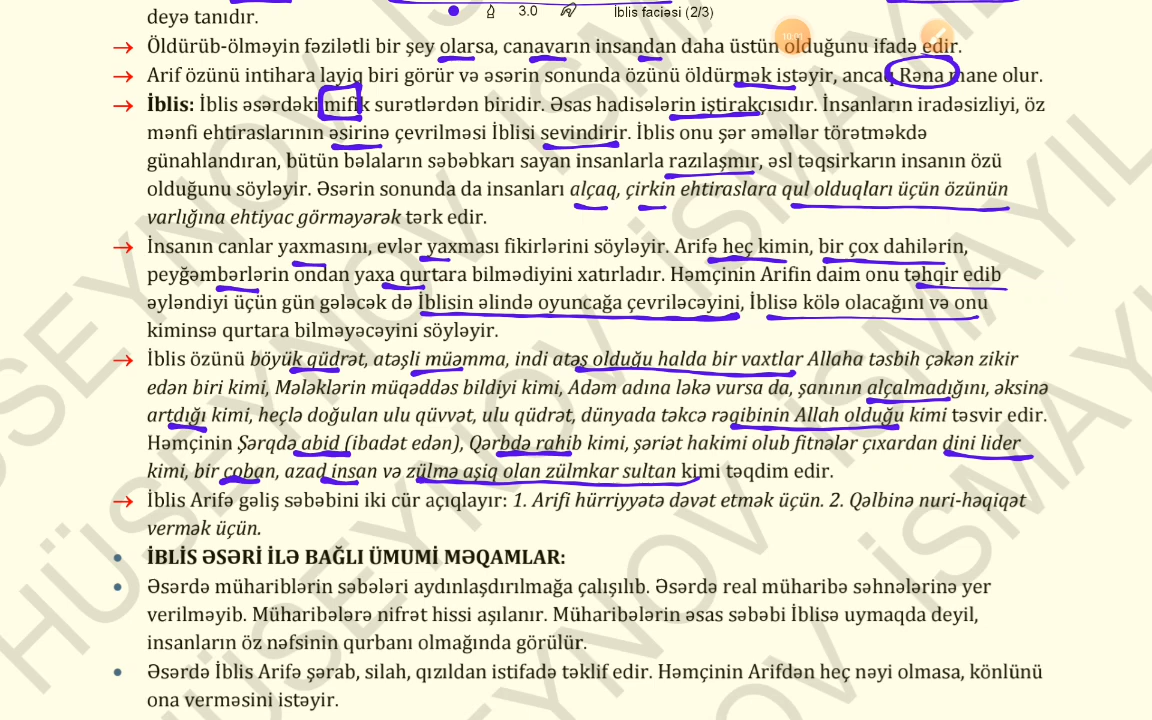 3.0 İblis faciəsi (2/3)
deyə tanıdır.
10:01
→ Öldürüb-ölməyin fəzilətli bir şey olarsa, canavarın insandan daha üstün olduğunu ifadə edir.
→ Arif özünü intihara layiq biri görür və əsərin sonunda özünü öldürmək istəyir, ancaq Rəna mane olur.
→ İblis: İblis əsərdəki mifik surətlərdən biridir. Əsas hadisələrin iştirakçısıdır. İnsanların iradəsizliyi, öz
mənfi ehtiraslarının əsirinə çevrilməsi İblisi sevindirir. İblis onu şər əməllər törətməkdə
günahlandıran, bütün bəlaların səbəbkarı sayan insanlarla razılaşmır, əsl təqsirkarın insanın özü
olduğunu söyləyir. Əsərin sonunda da insanları alçaq, çirkin ehtiraslara qul olduqları üçün özünün
varlığına ehtiyac görməyərək tərk edir.
→ İnsanın canlar yaxmasını, evlər yaxması fikirlərini söyləyir. Arifə heç kimin, bir çox dahilərin,
peyğəmbərlərin ondan yaxa qurtara bilmədiyini xatırladır. Həmçinin Arifin daim onu təhqir edib
əyləndiyi üçün gün gələcək də İblisin əlində oyuncağa çevriləcəyini, İblisə kölə olacağını və onu
kiminsə qurtara bilməyəcəyini söyləyir.
→ İblis özünü böyük qüdrət, atəşli müəmma, indi atəş olduğu halda bir vaxtlar Allaha təsbih çəkən zikir
edən biri kimi, Mələklərin müqəddəs bildiyi kimi, Adəm adına ləkə vursa da, şanının alçalmadığını, əksinə
artdığı kimi, heçlə doğulan ulu qüvvət, ulu qüdrət, dünyada təkcə rəqibinin Allah olduğu kimi təsvir edir.
Həmçinin Şərqdə abid (ibadət edən), Qərbdə rahib kimi, şəriət hakimi olub fitnələr çıxardan dini lider
kimi, bir çoban, azad insan və zülmə aşiq olan zülmkar sultan kimi təqdim edir.
→ İblis Arifə gəliş səbəbini iki cür açıqlayır: 1. Arifi hürriyyətə dəvət etmək üçün. 2. Qəlbinə nuri-həqiqət
vermək üçün.
• İBLİS ƏSƏRİ İLƏ BAĞLI ÜMUMİ MƏQAMLAR:
• Əsərdə mühariblərin səbələri aydınlaşdırılmağa çalışılıb. Əsərdə real müharibə səhnələrinə yer
verilməyib. Müharibələrə nifrət hissi aşılanır. Müharibələrin əsas səbəbi İblisə uymaqda deyil,
insanların öz nəfsinin qurbanı olmağında görülür.
• Əsərdə İblis Arifə şərab, silah, qızıldan istifadə təklif edir. Həmçinin Arifdən heç nəyi olmasa, könlünü
ona verməsini istəyir.
HÜSEYNOV İSMAYIL
HÜSEYNOV İSMAYIL